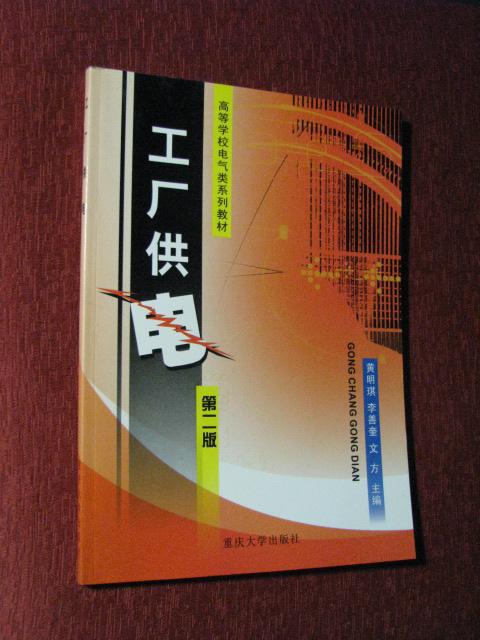 高等学校电气类系列教材
工厂供电
第二版
GONG CHANG GONG DIAN
黄明琪 李善奎 文 方 主编
重庆大学出版社